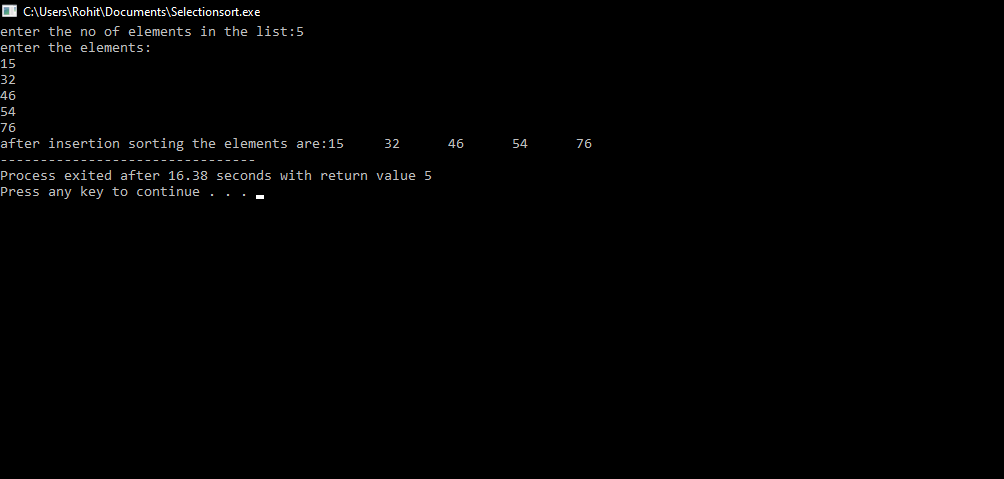 C:\Users\Rohit\Documents\Selectionsort.exe
enter the no of elements in the list:5
enter the elements:
15
32
46
54
76
after insertion sorting the elements are:15     32      46      54      76
--------------------------------
Process exited after 16.38 seconds with return value 5
Press any key to continue . . .